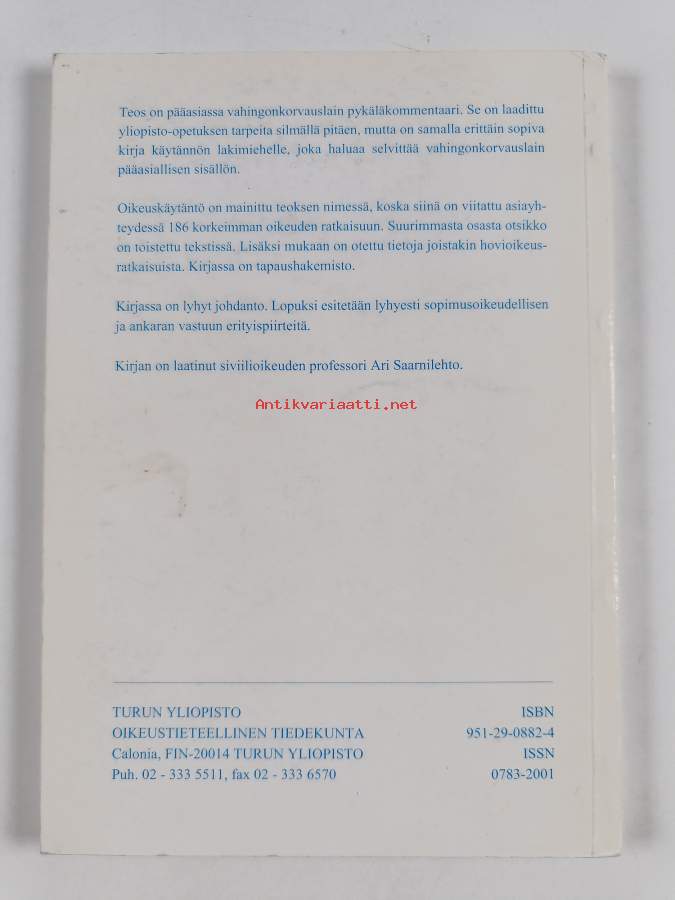 Teos on pääasiassa vahingonkorvauslain pykäläkommentaari. Se on laadittu
yliopisto-opetuksen tarpeita silmällä pitäen, mutta on samalla erittäin sopiva
kirja käytännön lakimiehelle, joka haluaa selvittää vahingonkorvauslain
pääasiallisen sisällön.
Oikeuskäytäntö on mainittu teoksen nimessä, koska siinä on viitattu asiayh-
teydessä 186 korkeimman oikeuden ratkaisuun. Suurimmasta osasta otsikko
on toistettu tekstissä. Lisäksi mukaan on otettu tietoja joistakin hovioikeus-
ratkaisuista. Kirjassa on tapaushakemisto.
Kirjassa on lyhyt johdanto. Lopuksi esitetään lyhyesti sopimusoikeudellisen
ja ankaran vastuun erityispiirteitä.
Kirjan on laatinut siviilioikeuden professori Ari Saarnilehto.
Antikvariaatti.net
TURUN YLIOPISTO ISBN
OIKEUSTIETEELLINEN TIEDEKUNTA 951-29-0882-4
Calonia, FIN-20014 TURUN YLIOPISTO ISSN
Puh. 02 - 333 5511, fax 02 - 333 6570 0783-2001